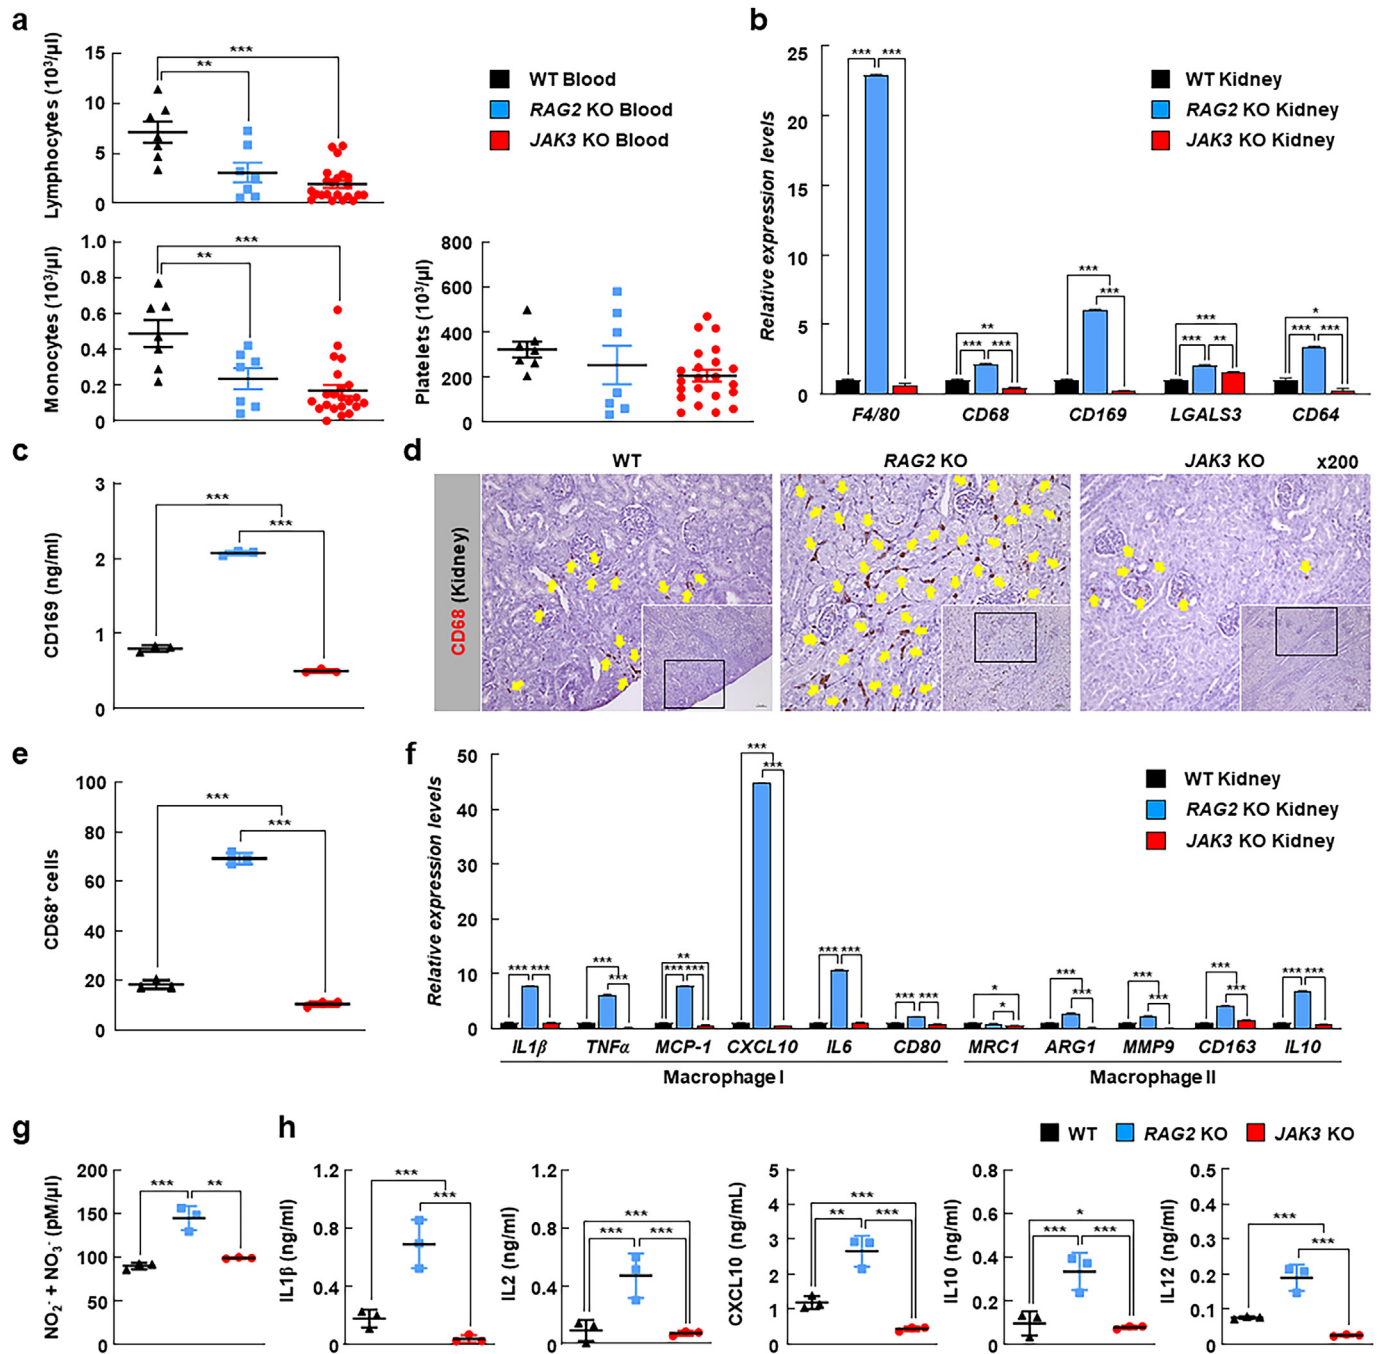 a
Lymphocytes (10³/µl)
15
10
5
0
***
**
WT Blood
RAG2 KO Blood
JAK3 KO Blood
Monocytes (10³/µl)
1.0
0.8
0.6
0.4
0.2
0
***
**
Platelets (10³/µl)
800
600
400
200
0
b
Relative expression levels
25
20
15
10
5
0
*** ***
*** *** **
*** ***
*** *** **
* *** ***
WT Kidney
RAG2 KO Kidney
JAK3 KO Kidney
F4/80 CD68 CD169 LGALS3 CD64
c
CD169 (ng/ml)
3
2
1
0
***
***
d
WT RAG2 KO JAK3 KO x200
CD68 (Kidney)
e
CD68⁺ cells
100
80
60
40
20
0
***
***
f
Relative expression levels
50
40
30
20
10
0
*** ***
*** ***
** *** ***
*** ***
*** ***
*** ***
* *
*** ***
*** ***
*** ***
*** ***
WT Kidney
RAG2 KO Kidney
JAK3 KO Kidney
IL1β TNFα MCP-1 CXCL10 IL6 CD80 MRC1 ARG1 MMP9 CD163 IL10
Macrophage I Macrophage II
g
NO₂⁻ + NO₃⁻ (pM/µl)
200
150
100
50
0
*** **
h
WT RAG2 KO JAK3 KO
IL1β (ng/ml)
1.2
0.8
0.4
0
***
***
IL2 (ng/ml)
1.2
0.8
0.4
0
***
*** ***
CXCL10 (ng/mL)
5
4
3
2
1
0
***
** ***
IL10 (ng/ml)
0.8
0.6
0.4
0.2
0
*
*** ***
IL12 (ng/ml)
0.5
0.4
0.3
0.2
0.1
0
***
***